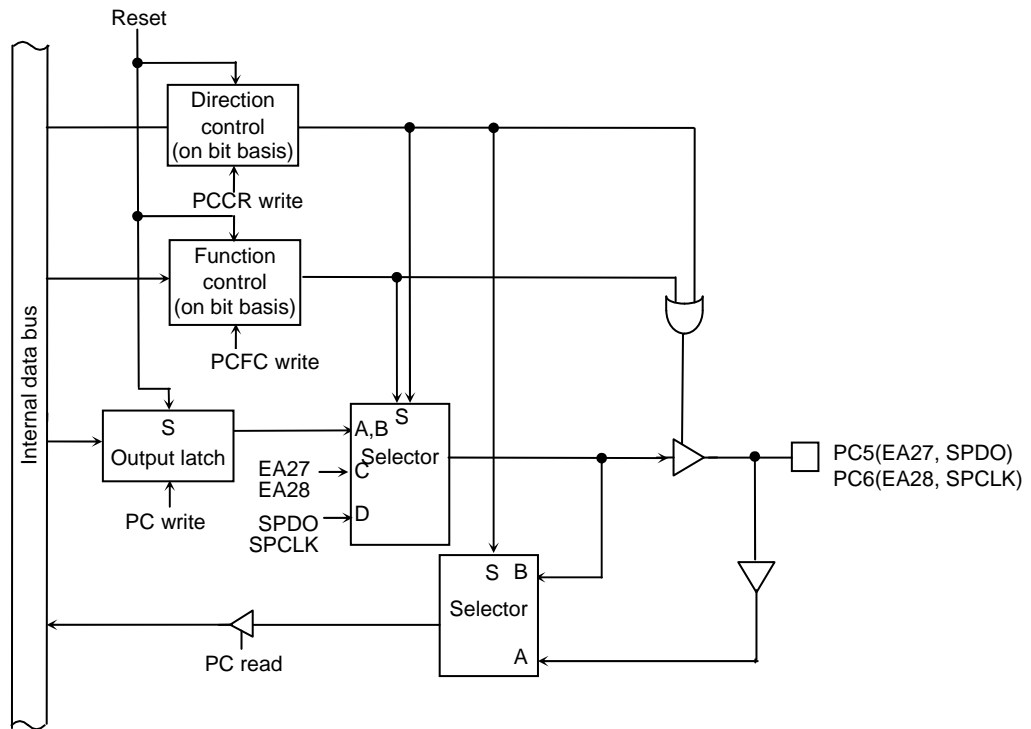 Reset
Direction
control
(on bit basis)
PCCR write
Function
control
(on bit basis)
PCFC write
Internal data bus
S
Output latch
PC write
S
A,B
Selector
C
D
EA27
EA28
SPDO
SPCLK
PC5(EA27, SPDO)
PC6(EA28, SPCLK)
S B
Selector
A
PC read